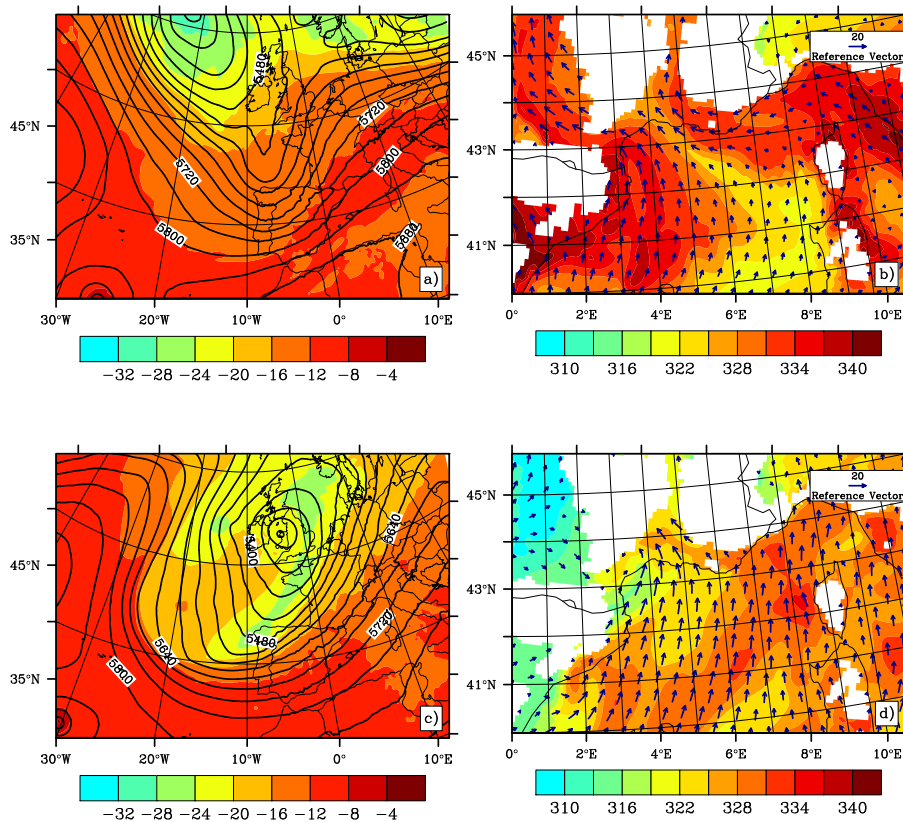 5480
5720
5720
5800
5800
5880
a)
45°N
35°N
30°W 20°W 10°W 0° 10°E
−32 −28 −24 −20 −16 −12 −8 −4
20
Reference Vector
b)
45°N
43°N
41°N
0° 2°E 4°E 6°E 8°E 10°E
310 316 322 328 334 340
5400
5640
5480
5720
5640
5800
c)
45°N
35°N
30°W 20°W 10°W 0° 10°E
−32 −28 −24 −20 −16 −12 −8 −4
20
Reference Vector
d)
45°N
43°N
41°N
0° 2°E 4°E 6°E 8°E 10°E
310 316 322 328 334 340